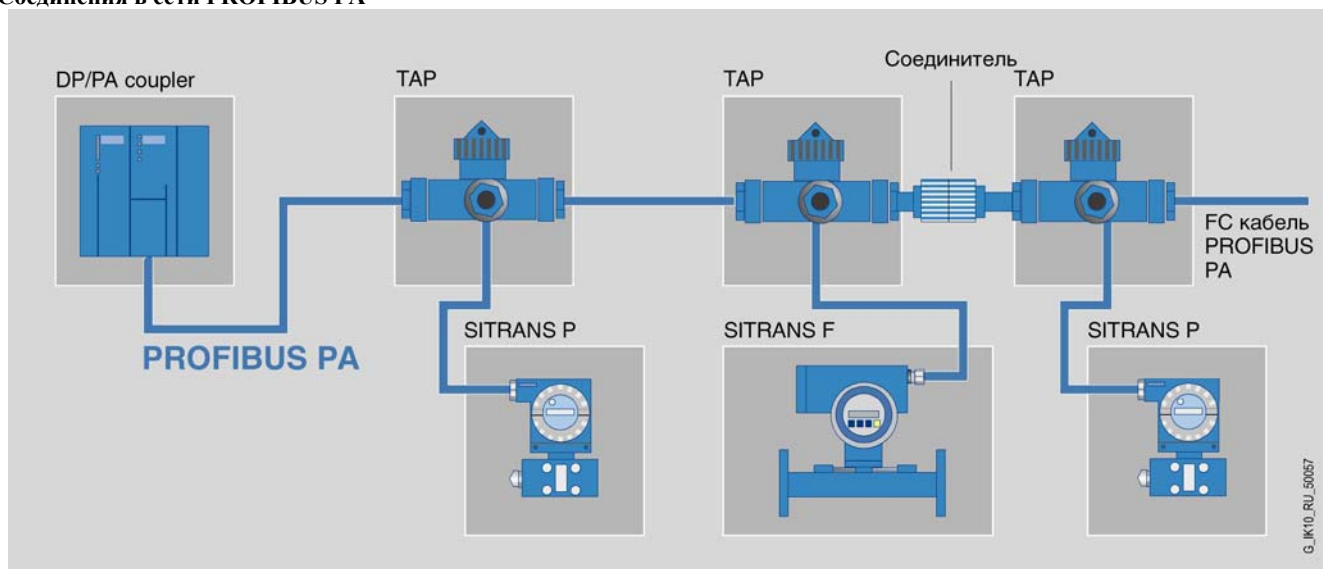 Соединения в сети PROFIBUS PA
DP/PA coupler
TAP
TAP
Соединитель
TAP
FC кабель
PROFIBUS
PA
PROFIBUS PA
SITRANS P
SITRANS F
SITRANS P
G_IK10_RU_50057